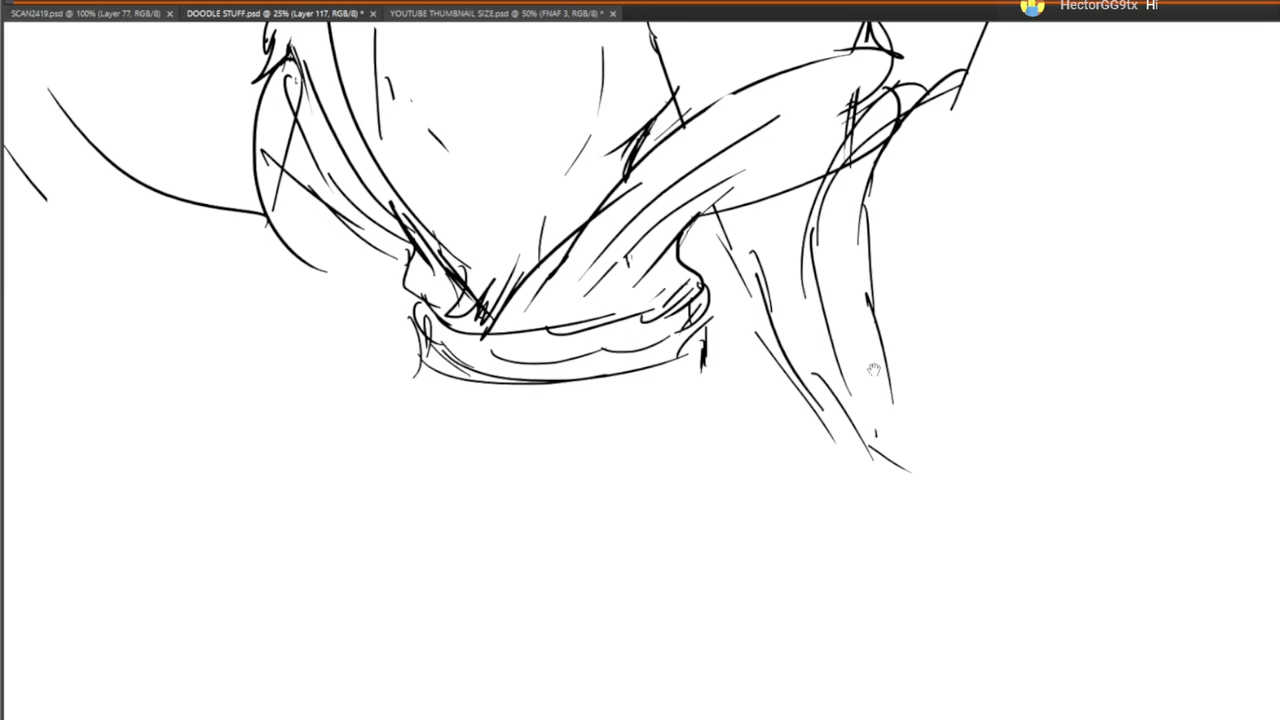 HectorGG9tx Hi
SCAN2419.psd @ 100% (Layer 77, RGB/8) × DOODLE STUFF.psd @ 25% (Layer 117, RGB/8) * × YOUTUBE THUMBNAIL SIZE.psd @ 50% (FNAF 3, RGB/8) * ×